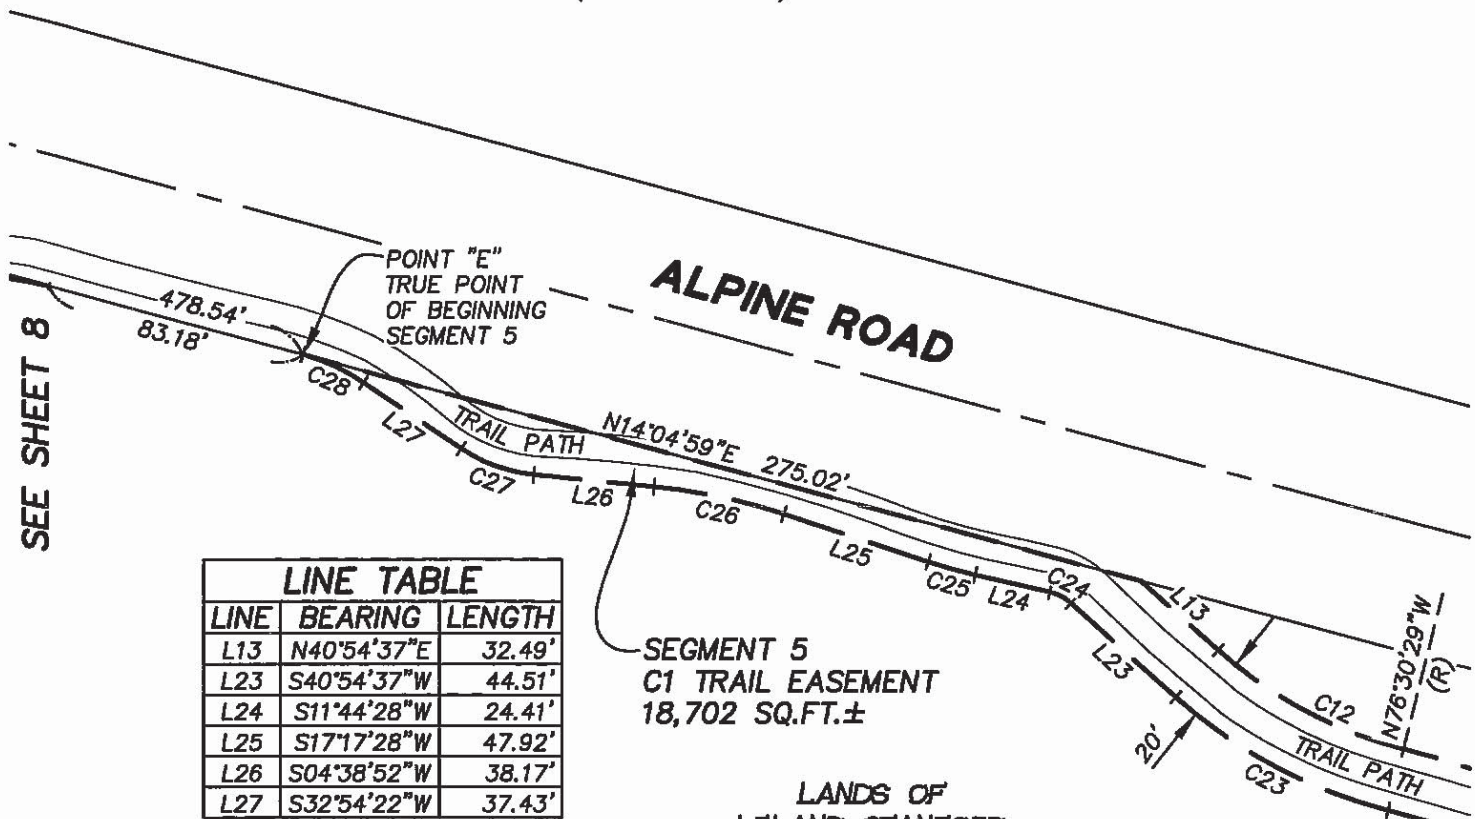 POINT "E"
TRUE POINT
OF BEGINNING
SEGMENT 5
ALPINE ROAD
478.54'
83.18'
SEE SHEET 8
C28
L27
TRAIL PATH
C27
L26
N14°04'59"E 275.02'
C26
L25
C25
L24
C24
L13
L23
20'
C12
N76°30'29"W
(R)
TRAIL PATH
C23
SEGMENT 5
C1 TRAIL EASEMENT
18,702 SQ.FT.±
LINE TABLE
LINE BEARING LENGTH
L13 N40°54'37"E 32.49'
L23 S40°54'37"W 44.51'
L24 S11°44'28"W 24.41'
L25 S17°17'28"W 47.92'
L26 S04°38'52"W 38.17'
L27 S32°54'22"W 37.43'
LANDS OF